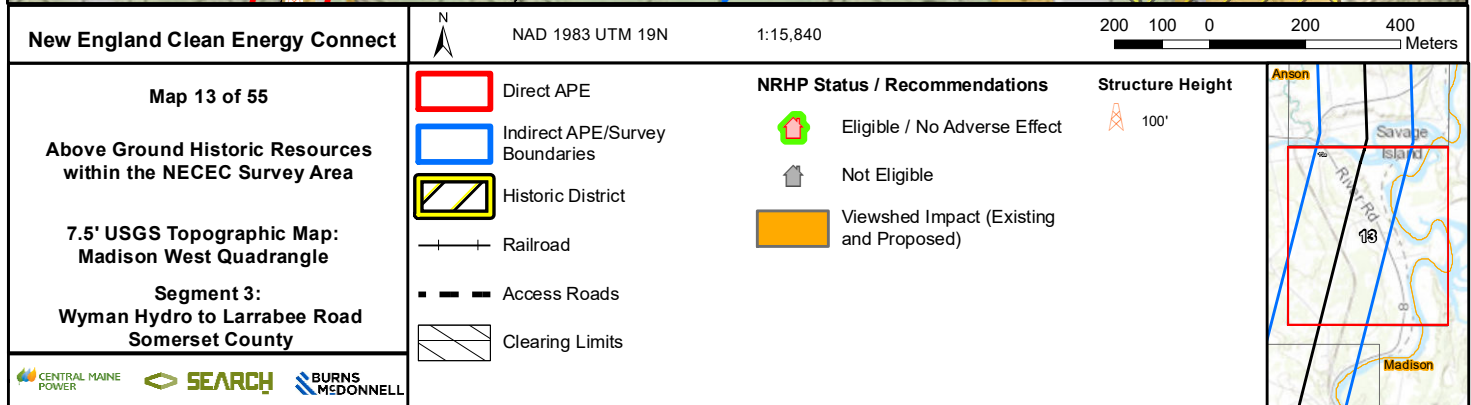 New England Clean Energy Connect
N
NAD 1983 UTM 19N
1:15,840
200 100 0 200 400
Meters
Map 13 of 55
Above Ground Historic Resources
within the NECEC Survey Area
7.5' USGS Topographic Map:
Madison West Quadrangle
Segment 3:
Wyman Hydro to Larrabee Road
Somerset County
CENTRAL MAINE
POWER
SEARCH
BURNS
McDONNELL
Direct APE
Indirect APE/Survey
Boundaries
Historic District
Railroad
Access Roads
Clearing Limits
NRHP Status / Recommendations
Eligible / No Adverse Effect
Not Eligible
Viewshed Impact (Existing
and Proposed)
Structure Height
100'
Anson
Savage
Island
River Rd
13
8
Madison